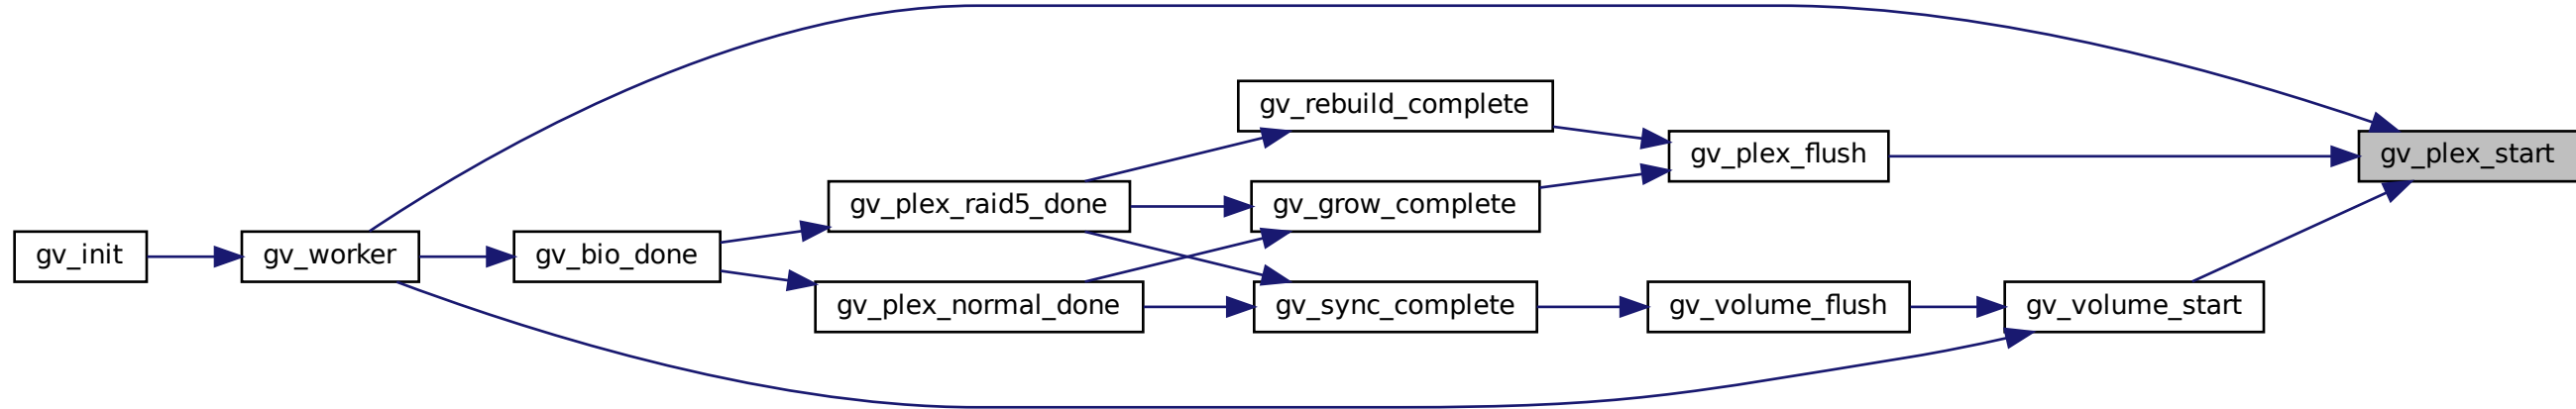 gv_rebuild_complete
gv_plex_flush
gv_plex_start
gv_plex_raid5_done
gv_grow_complete
gv_init
gv_worker
gv_bio_done
gv_plex_normal_done
gv_sync_complete
gv_volume_flush
gv_volume_start